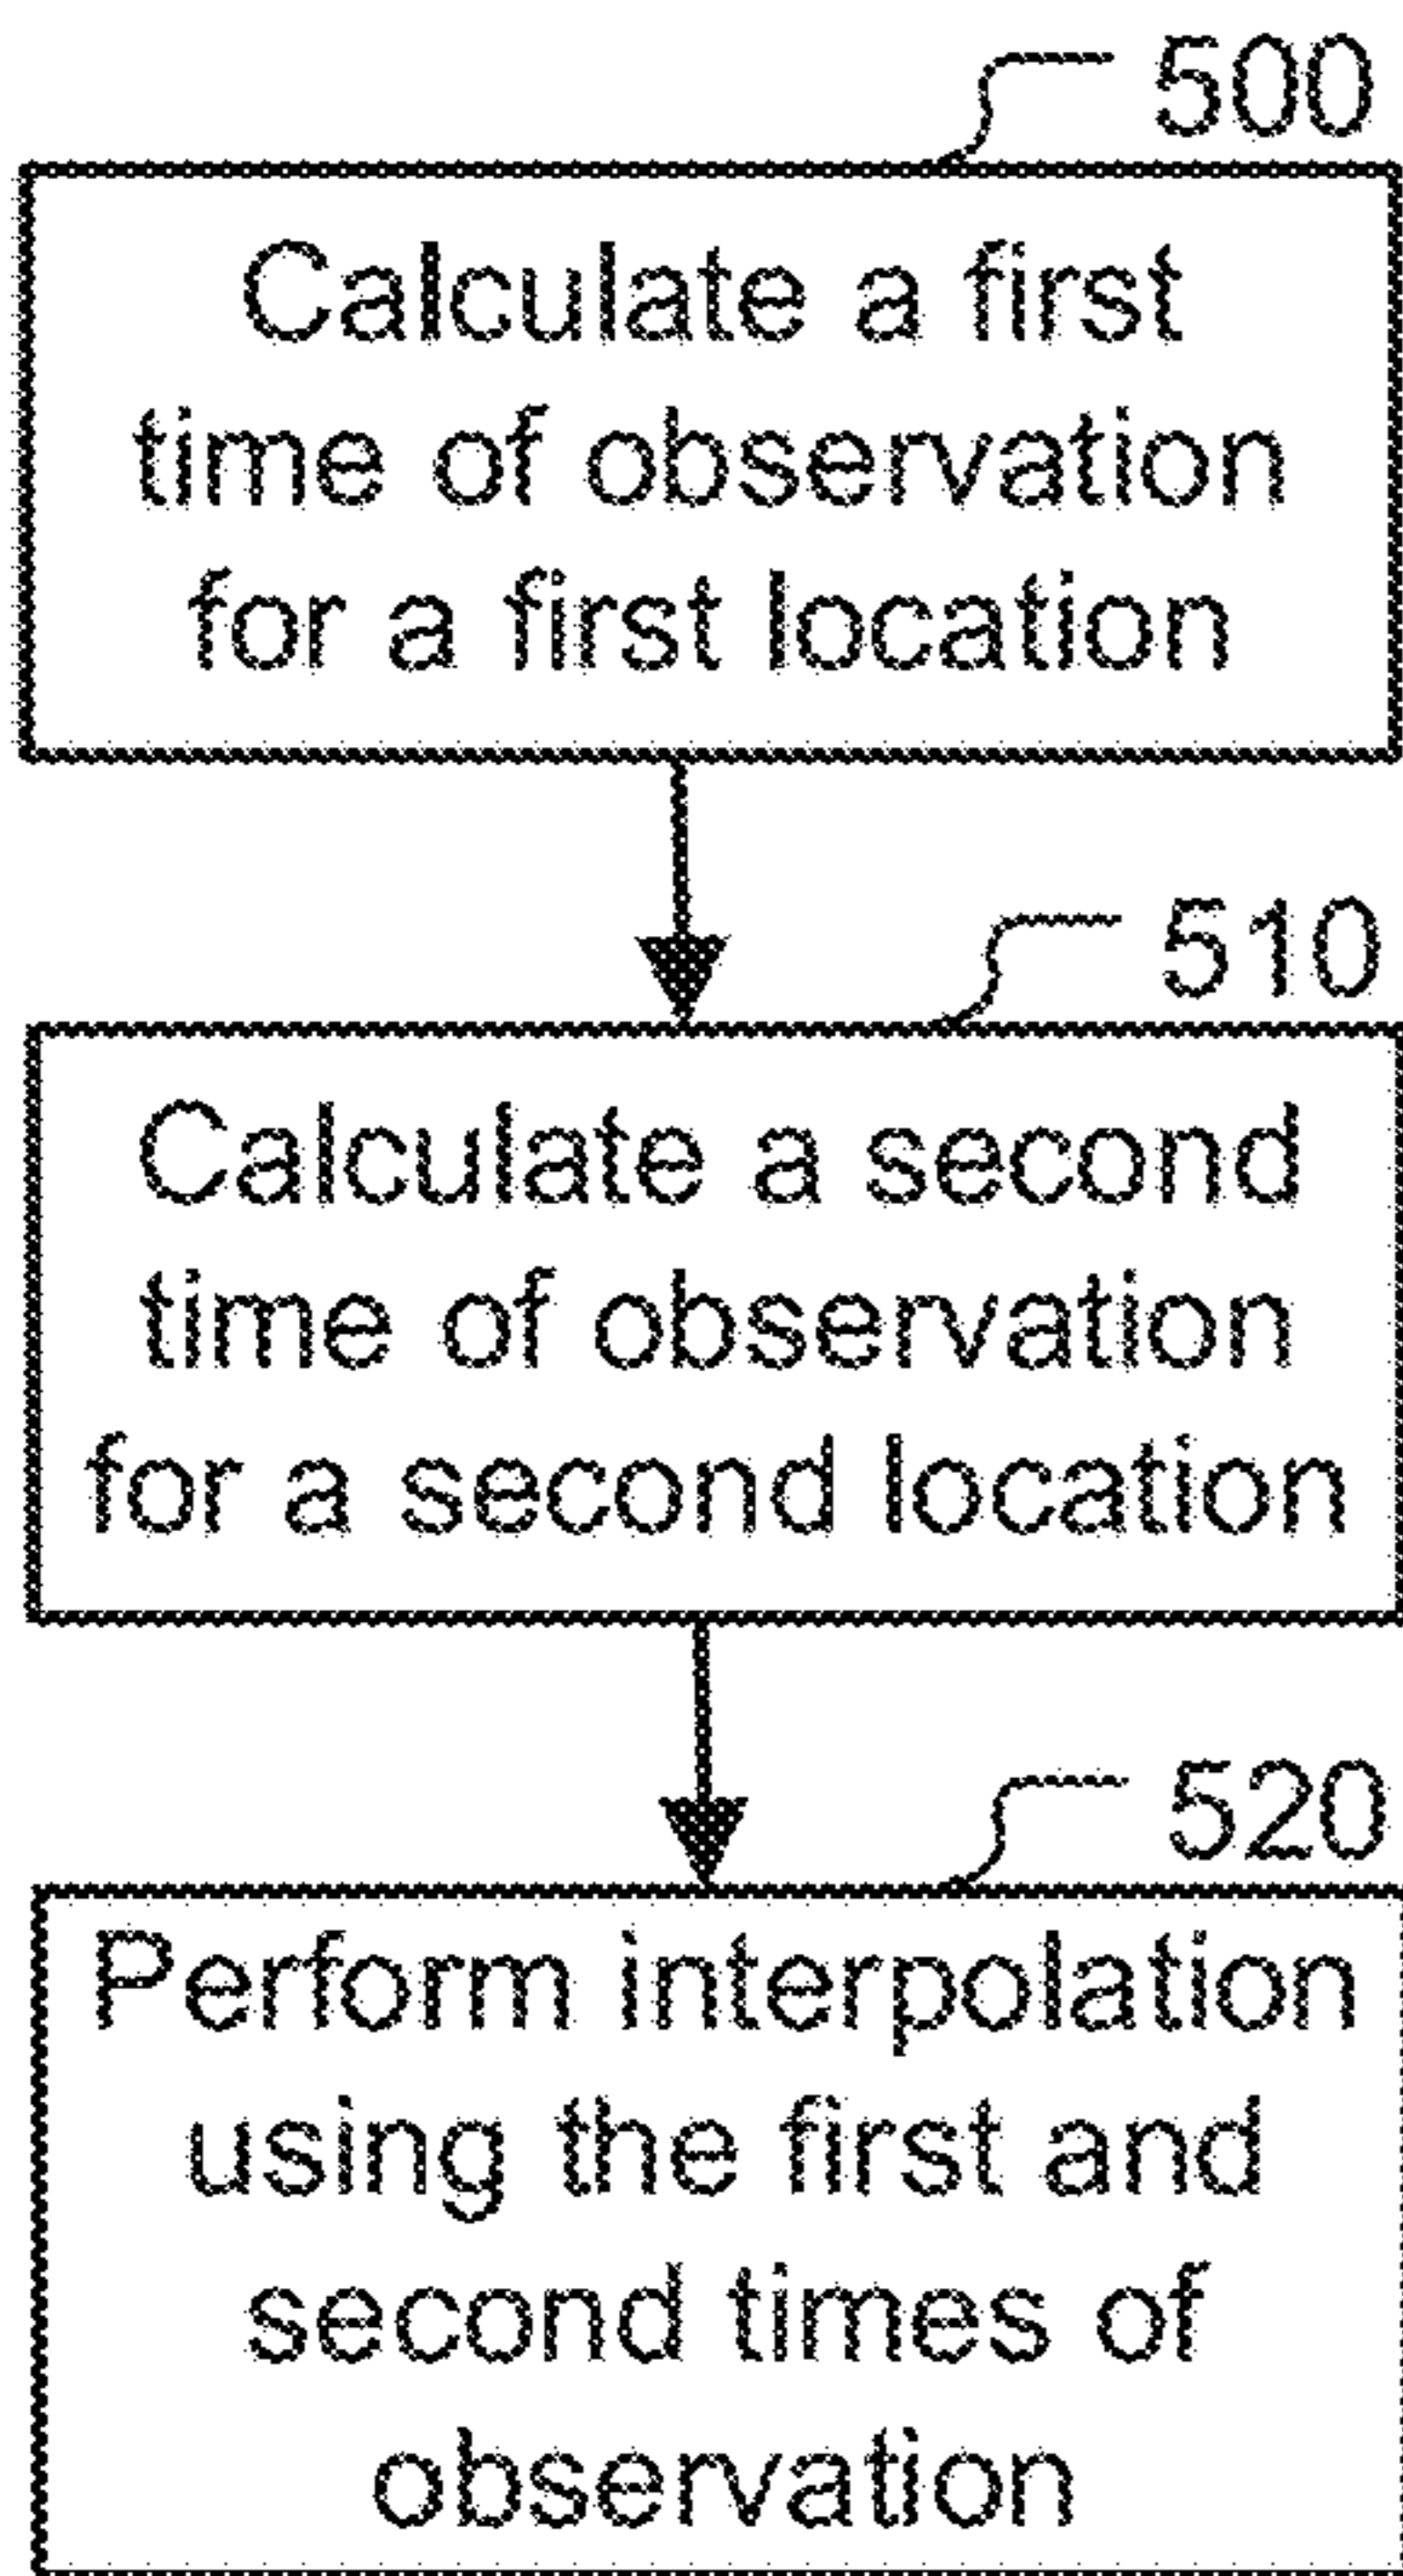 500
Calculate a first
time of observation
for a first location
510
Calculate a second
time of observation
for a second location
520
Perform interpolation
using the first and
second times of
observation